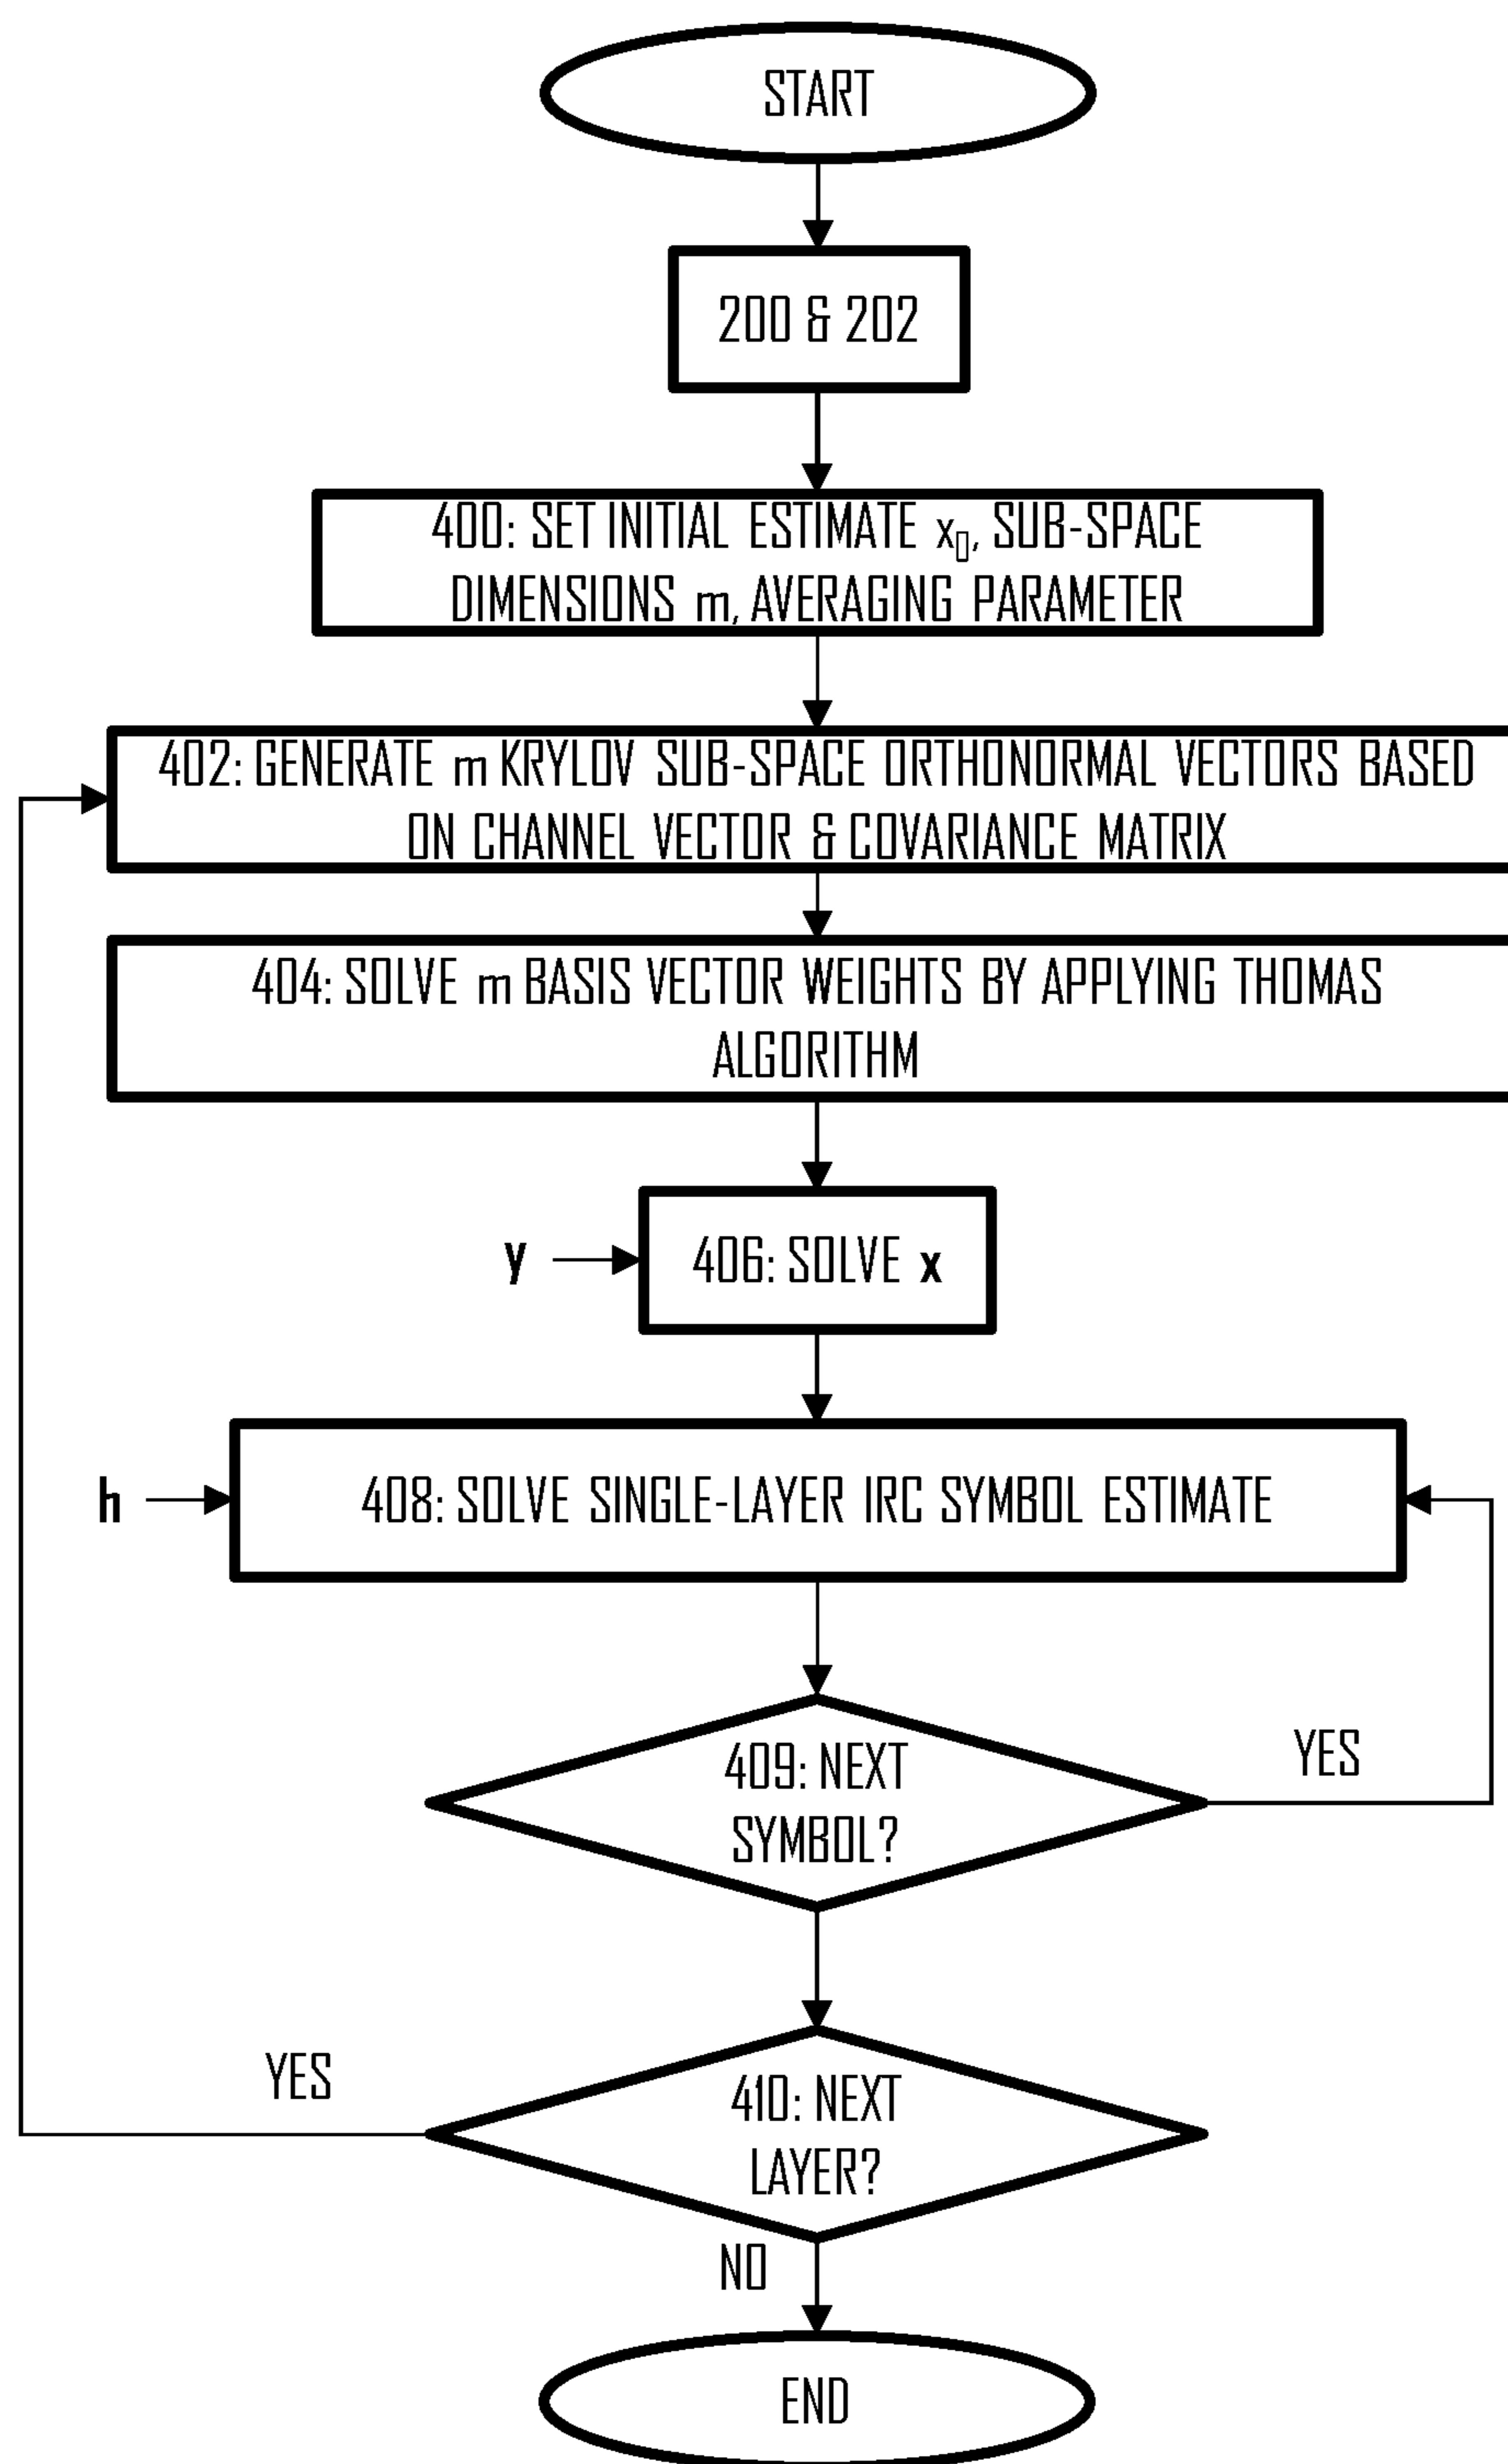 START
200 & 202
400: SET INITIAL ESTIMATE x▯, SUB-SPACE
DIMENSIONS m, AVERAGING PARAMETER
402: GENERATE m KRYLOV SUB-SPACE ORTHONORMAL VECTORS BASED
ON CHANNEL VECTOR & COVARIANCE MATRIX
404: SOLVE m BASIS VECTOR WEIGHTS BY APPLYING THOMAS
ALGORITHM
y
406: SOLVE x
h
408: SOLVE SINGLE-LAYER IRC SYMBOL ESTIMATE
409: NEXT
SYMBOL?
YES
YES
410: NEXT
LAYER?
NO
END